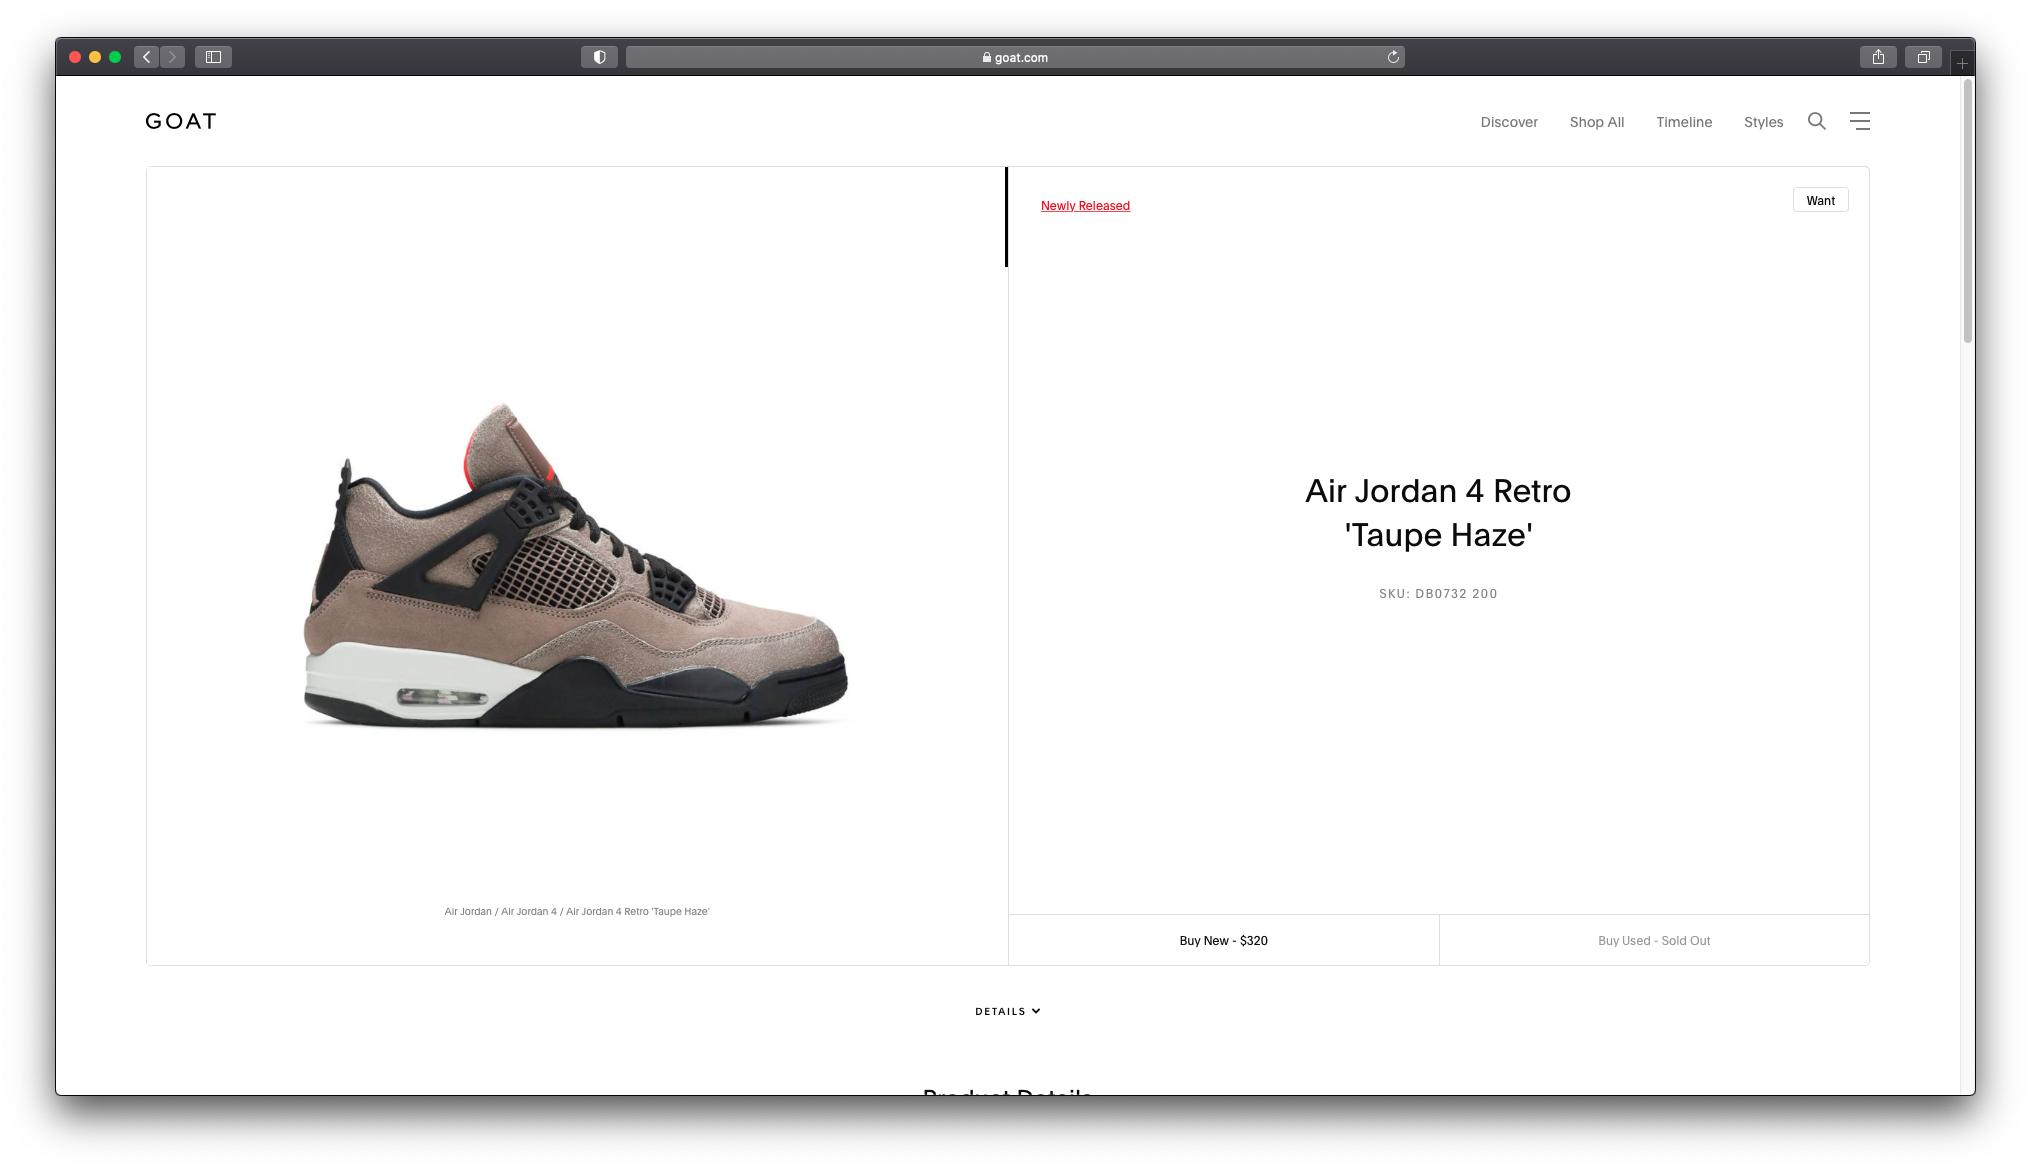 goat.com
GOAT
Discover
Shop All
Timeline
Styles
Newly Released
Want
Air Jordan 4 Retro
'Taupe Haze'
SKU: DB0732 200
Air Jordan / Air Jordan 4 / Air Jordan 4 Retro 'Taupe Haze'
Buy New - $320
Buy Used - Sold Out
DETAILS
Product Details